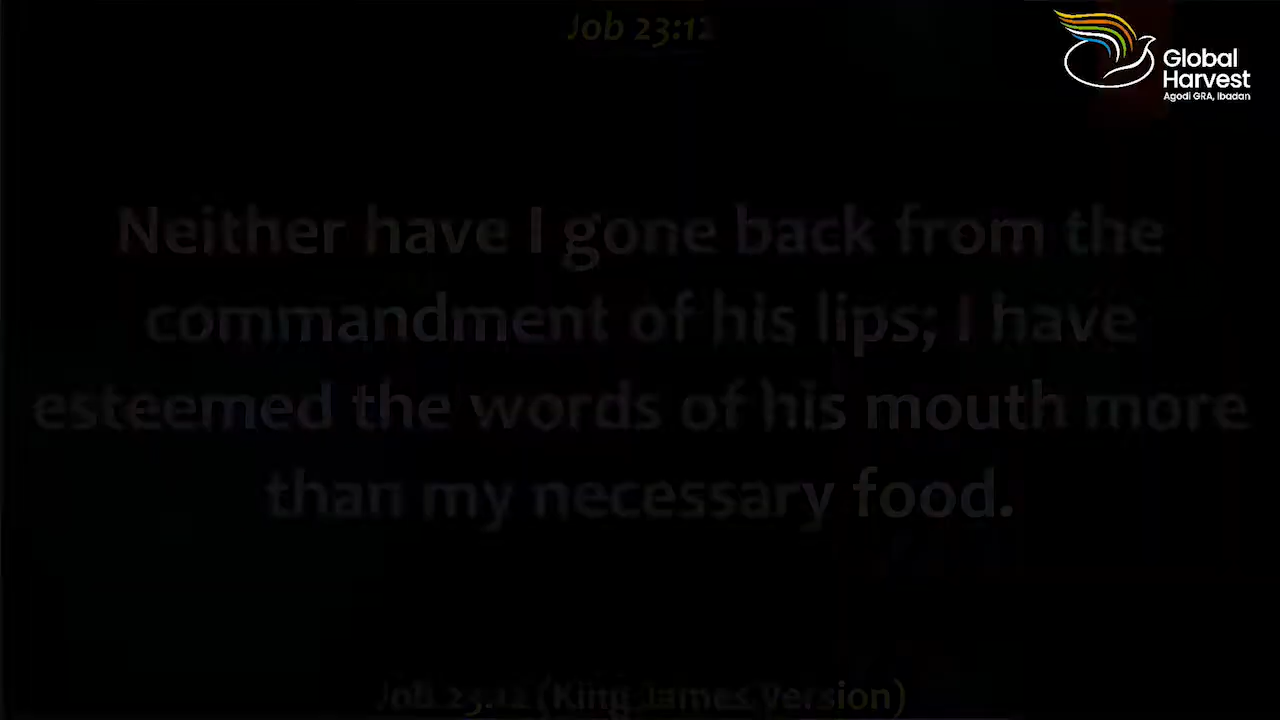 Job 23:12
Global
Harvest
Agodi GRA, Ibadan
Neither have I gone back from the
commandment of his lips; I have
esteemed the words of his mouth more
than my necessary food.
Job 23:12 (King James Version)